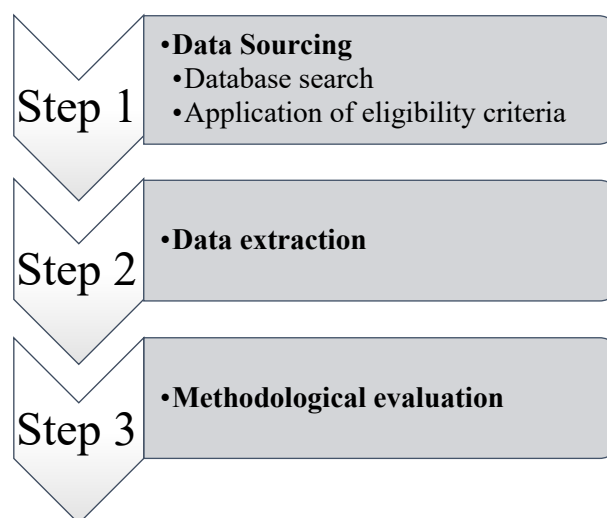 Step 1
•Data Sourcing
•Database search
•Application of eligibility criteria
Step 2
•Data extraction
Step 3
•Methodological evaluation